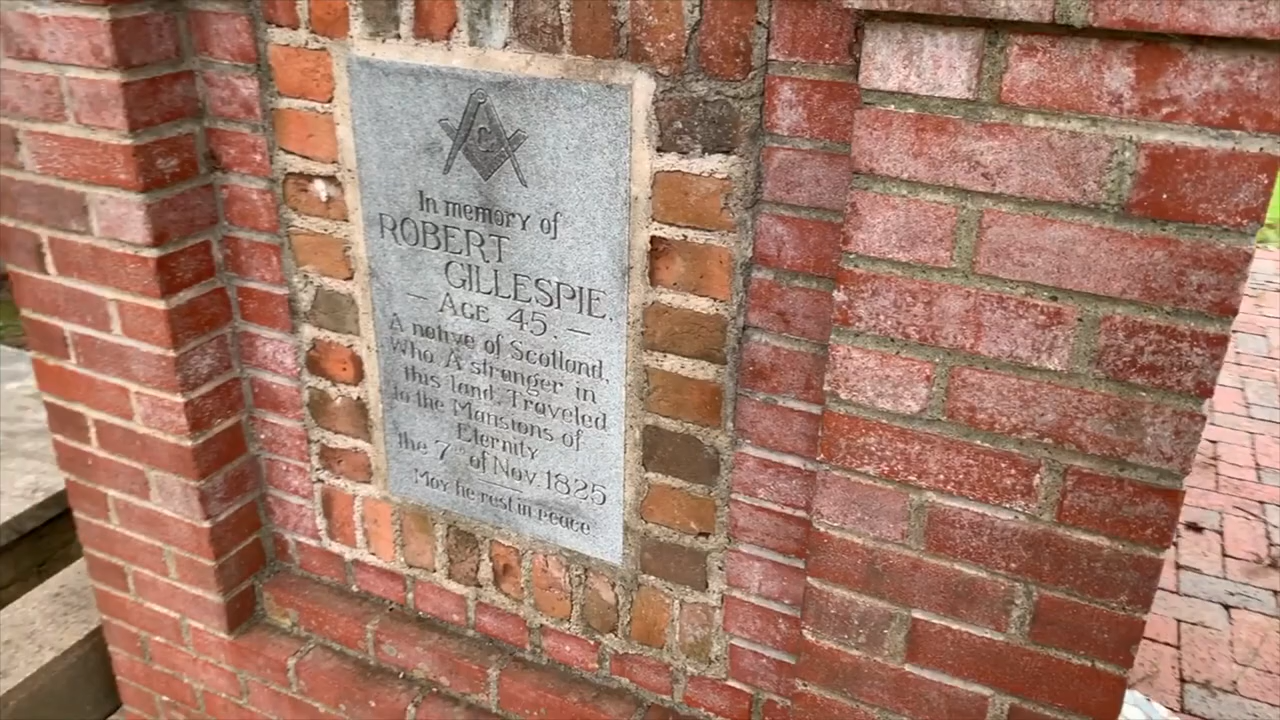 G
In memory of
ROBERT
GILLESPIE.
— AGE 45. —
A native of Scotland,
Who A stranger in
this land, Traveled
to the Mansions of
Eternity
the 7th of Nov. 1825
May he rest in peace